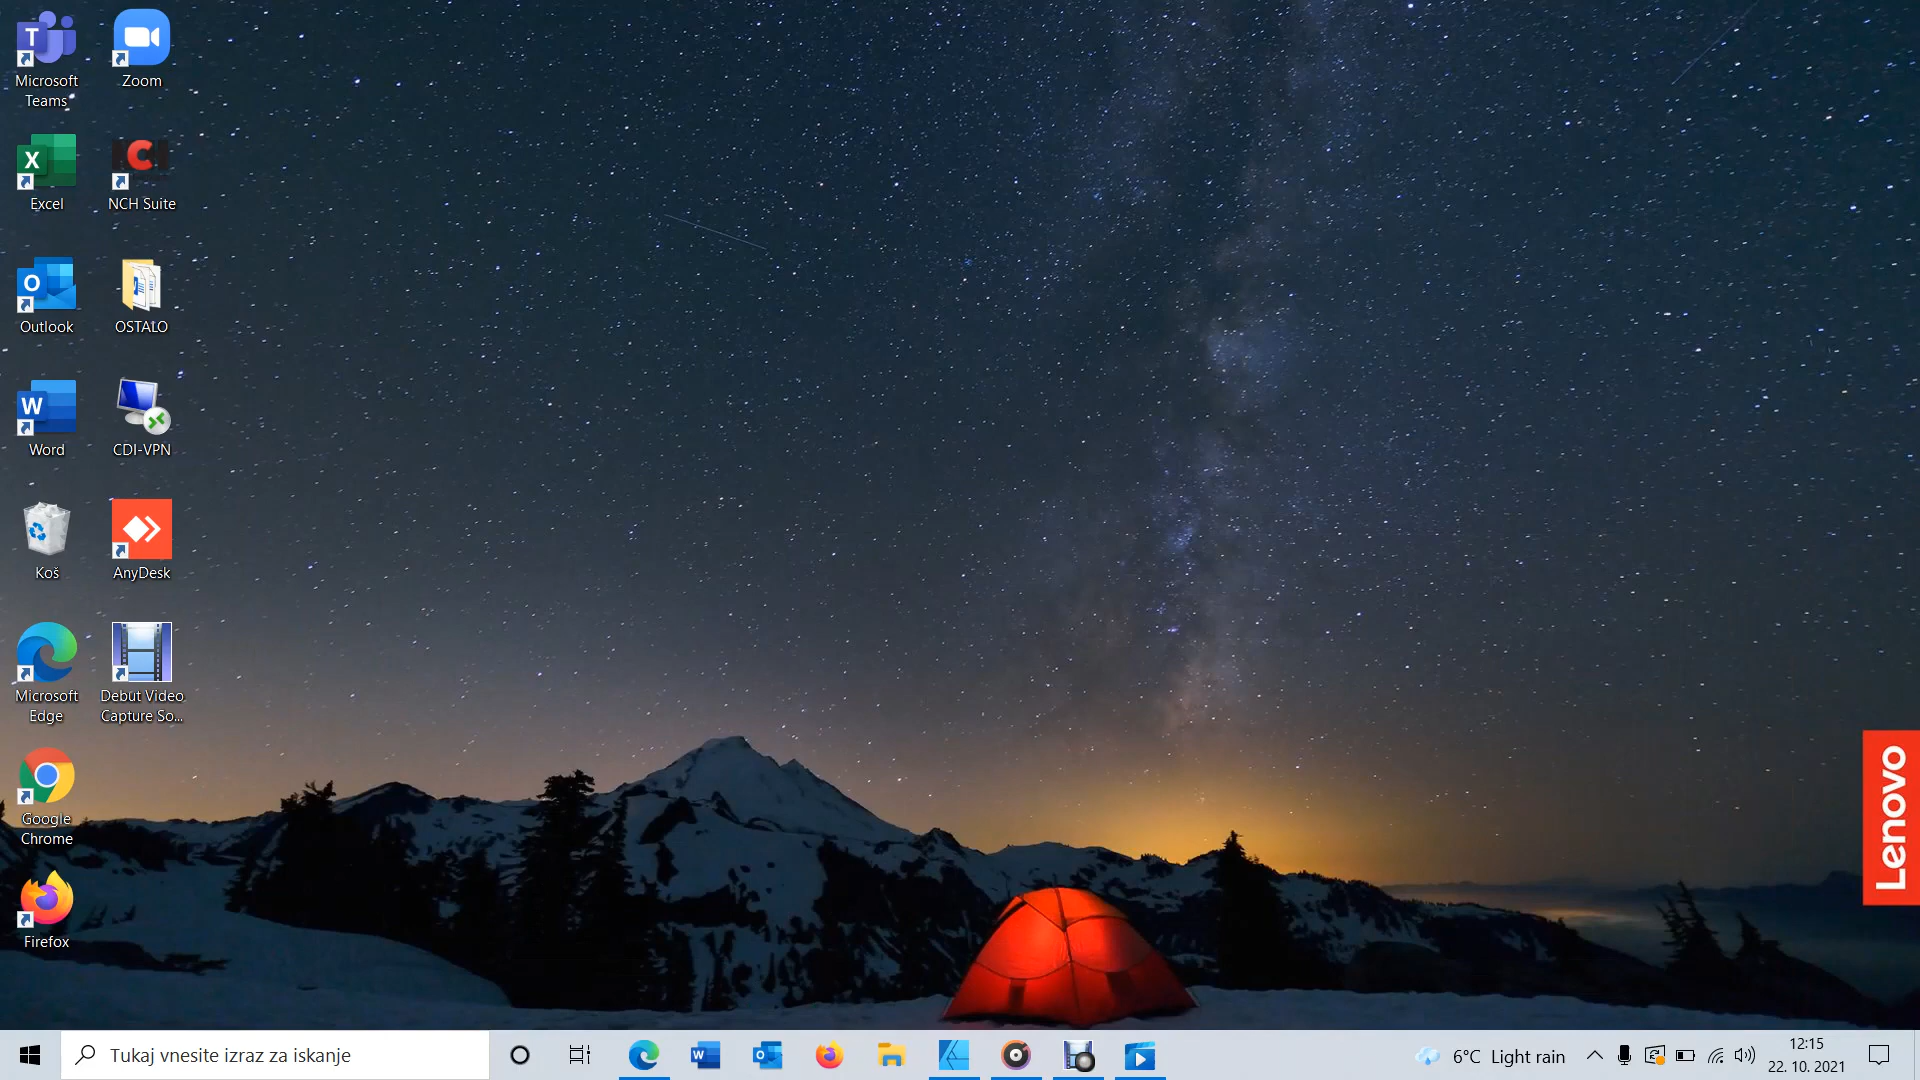 Microsoft
Teams
Zoom
Excel
NCH Suite
Outlook
OSTALO
Word
CDI-VPN
Koš
AnyDesk
Microsoft
Edge
Debut Video
Capture So...
Google
Chrome
Firefox
Lenovo
Tukaj vnesite izraz za iskanje
6°C Light rain
12:15
22. 10. 2021